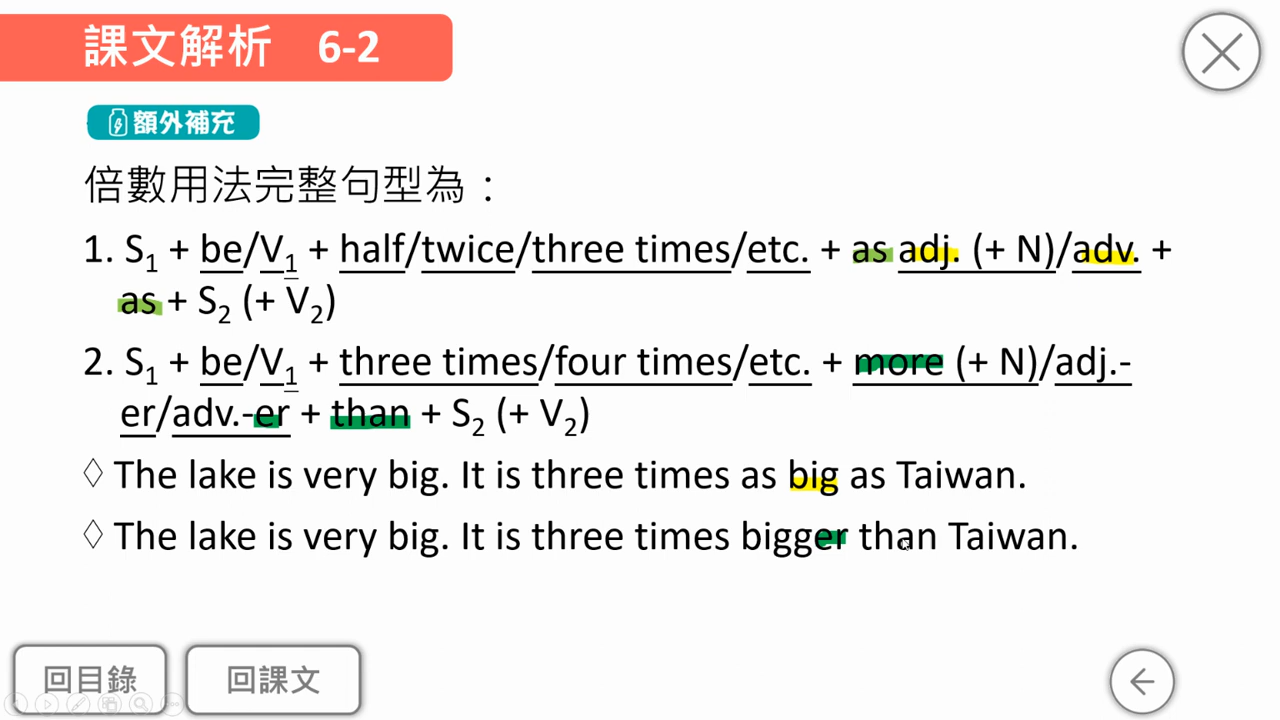 課文解析 6-2
額外補充
倍數用法完整句型為：
1. S₁ + be/V₁ + half/twice/three times/etc. + as adj. (+ N)/adv. +
as + S₂ (+ V₂)
2. S₁ + be/V₁ + three times/four times/etc. + more (+ N)/adj.-
er/adv.-er + than + S₂ (+ V₂)
◊ The lake is very big. It is three times as big as Taiwan.
◊ The lake is very big. It is three times bigger than Taiwan.
回目錄 回課文